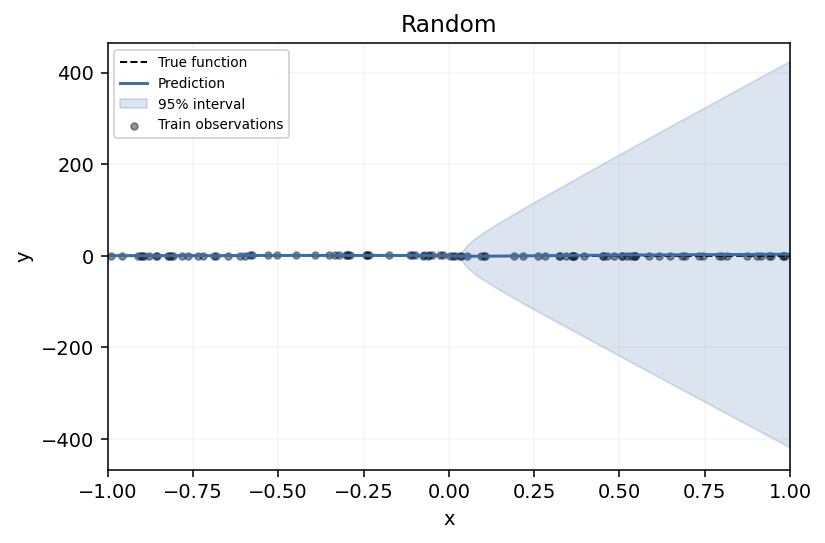 Random
True function
Prediction
95% interval
Train observations
400
200
0
−200
−400
y
−1.00 −0.75 −0.50 −0.25 0.00 0.25 0.50 0.75 1.00
x